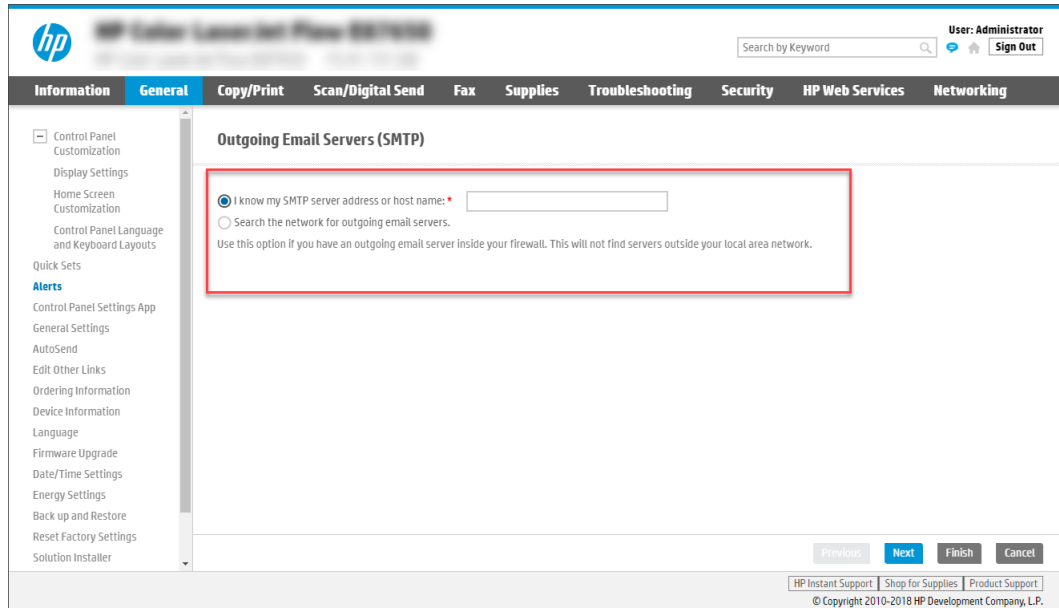 hp
User: Administrator
Search by Keyword
Sign Out
Information General Copy/Print Scan/Digital Send Fax Supplies Troubleshooting Security HP Web Services Networking
Control Panel
Customization
Display Settings
Home Screen
Customization
Control Panel Language
and Keyboard Layouts
Quick Sets
Alerts
Control Panel Settings App
General Settings
AutoSend
Edit Other Links
Ordering Information
Device Information
Language
Firmware Upgrade
Date/Time Settings
Energy Settings
Back up and Restore
Reset Factory Settings
Solution Installer
Outgoing Email Servers (SMTP)
I know my SMTP server address or host name: *
Search the network for outgoing email servers.
Use this option if you have an outgoing email server inside your firewall. This will not find servers outside your local area network.
Previous Next Finish Cancel
HP Instant Support Shop for Supplies Product Support
© Copyright 2010-2018 HP Development Company, L.P.